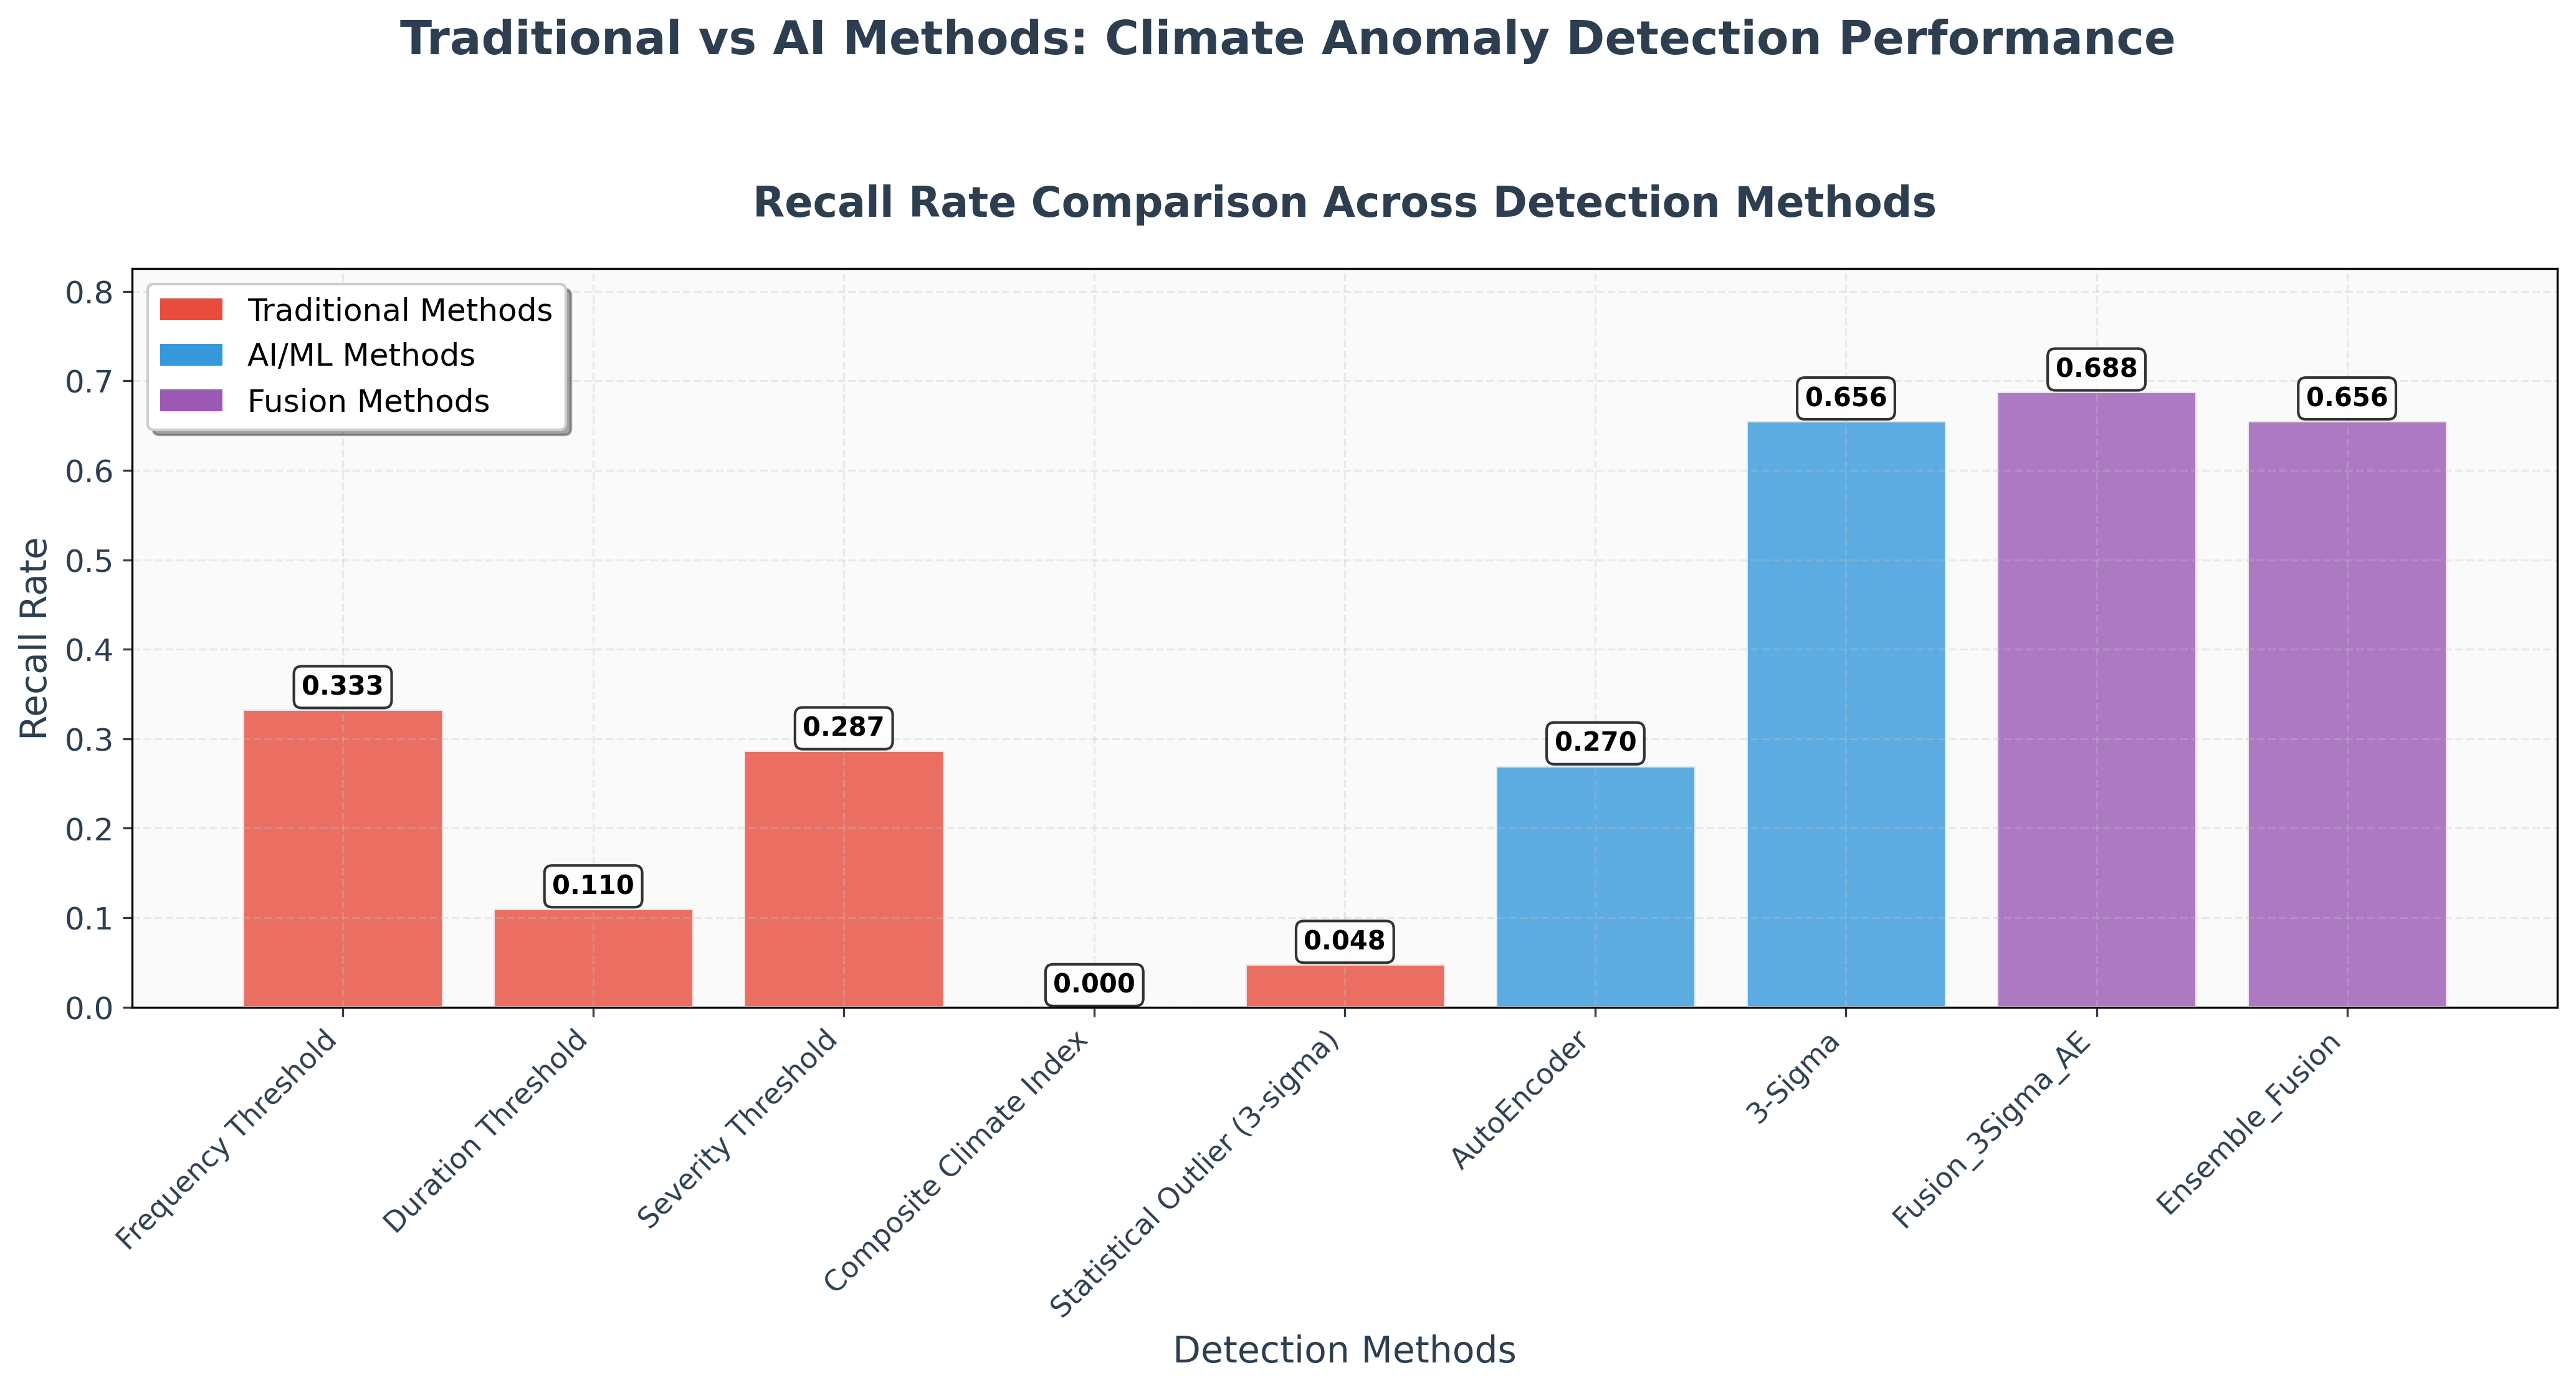 Traditional vs AI Methods: Climate Anomaly Detection Performance
Recall Rate Comparison Across Detection Methods
Traditional Methods
AI/ML Methods
Fusion Methods
Recall Rate
0.8
0.7
0.6
0.5
0.4
0.3
0.2
0.1
0.0
0.333
0.110
0.287
0.000
0.048
0.270
0.656
0.688
0.656
Frequency Threshold
Duration Threshold
Severity Threshold
Composite Climate Index
Statistical Outlier (3-sigma)
AutoEncoder
3-Sigma
Fusion_3Sigma_AE
Ensemble_Fusion
Detection Methods